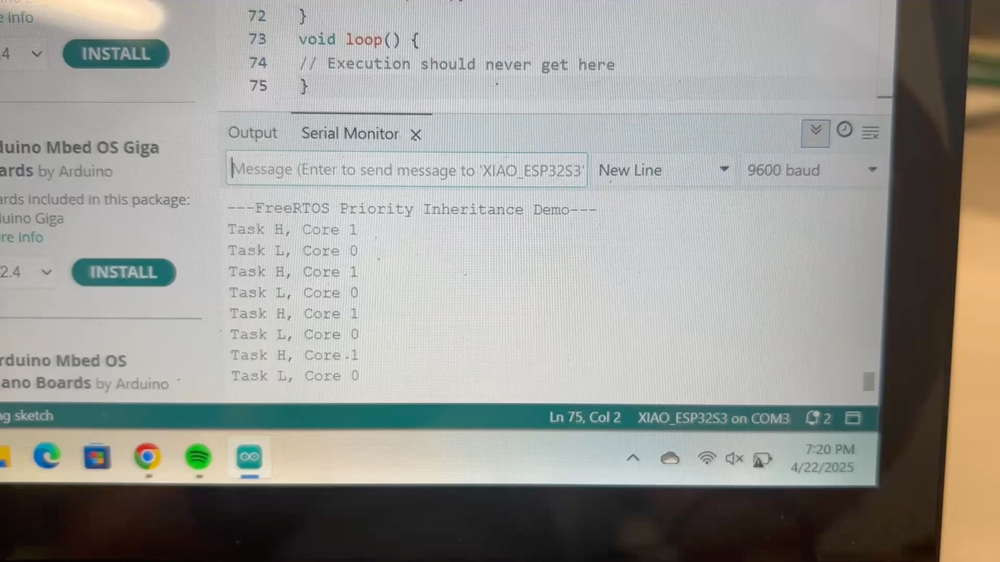 e info
4
INSTALL
duino Mbed OS Giga
ards by Arduino
ards included in this package:
duino Giga
re info
2.4
INSTALL
rduino Mbed OS
ano Boards by Arduino
72 }
73 void loop() {
74 // Execution should never get here
75 }
Output Serial Monitor
Message (Enter to send message to 'XIAO_ESP32S3'
New Line
9600 baud
---FreeRTOS Priority Inheritance Demo---
Task H, Core 1
Task L, Core 0
Task H, Core 1
Task L, Core 0
Task H, Core 1
Task L, Core 0
Task H, Core 1
Task L, Core 0
ng sketch
Ln 75, Col 2 XIAO_ESP32S3 on COM3 2
7:20 PM
4/22/2025